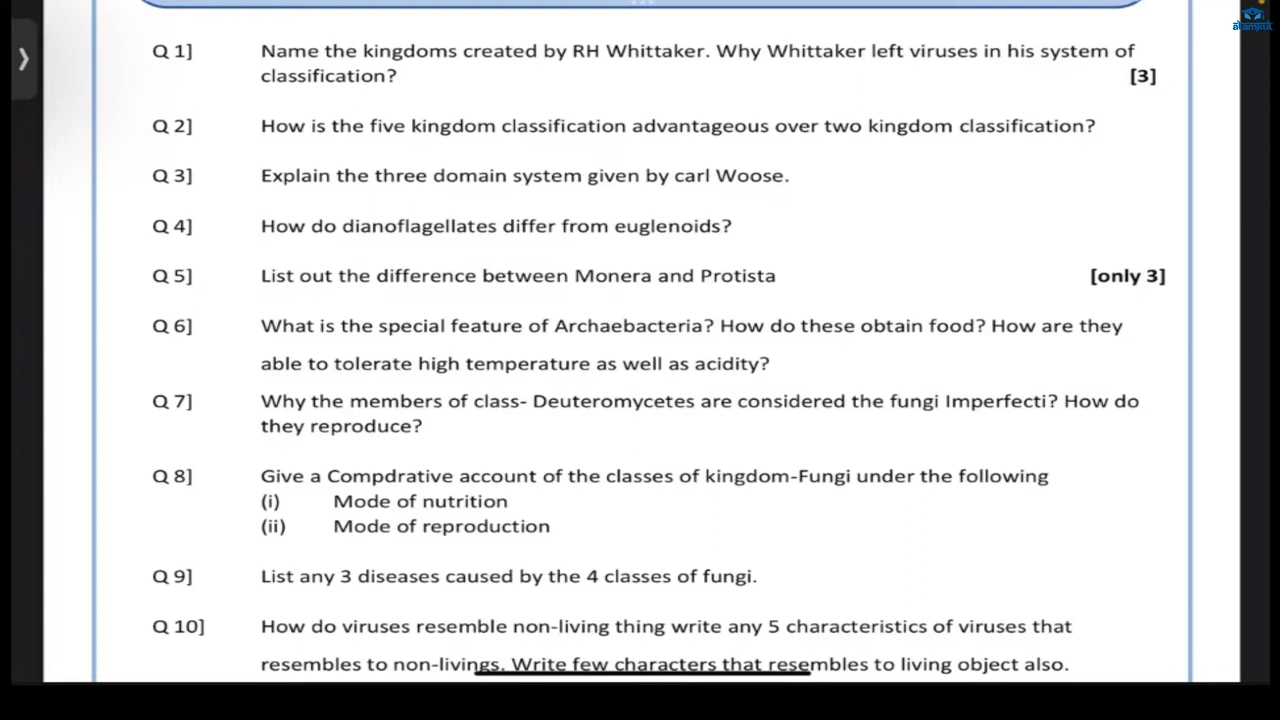 Q 1] Name the kingdoms created by RH Whittaker. Why Whittaker left viruses in his system of
classification? [3]
Q 2] How is the five kingdom classification advantageous over two kingdom classification?
Q 3] Explain the three domain system given by carl Woose.
Q 4] How do dianoflagellates differ from euglenoids?
Q 5] List out the difference between Monera and Protista [only 3]
Q 6] What is the special feature of Archaebacteria? How do these obtain food? How are they
able to tolerate high temperature as well as acidity?
Q 7] Why the members of class- Deuteromycetes are considered the fungi Imperfecti? How do
they reproduce?
Q 8] Give a Compdrative account of the classes of kingdom-Fungi under the following
(i) Mode of nutrition
(ii) Mode of reproduction
Q 9] List any 3 diseases caused by the 4 classes of fungi.
Q 10] How do viruses resemble non-living thing write any 5 characteristics of viruses that
resembles to non-livings. Write few characters that resembles to living object also.